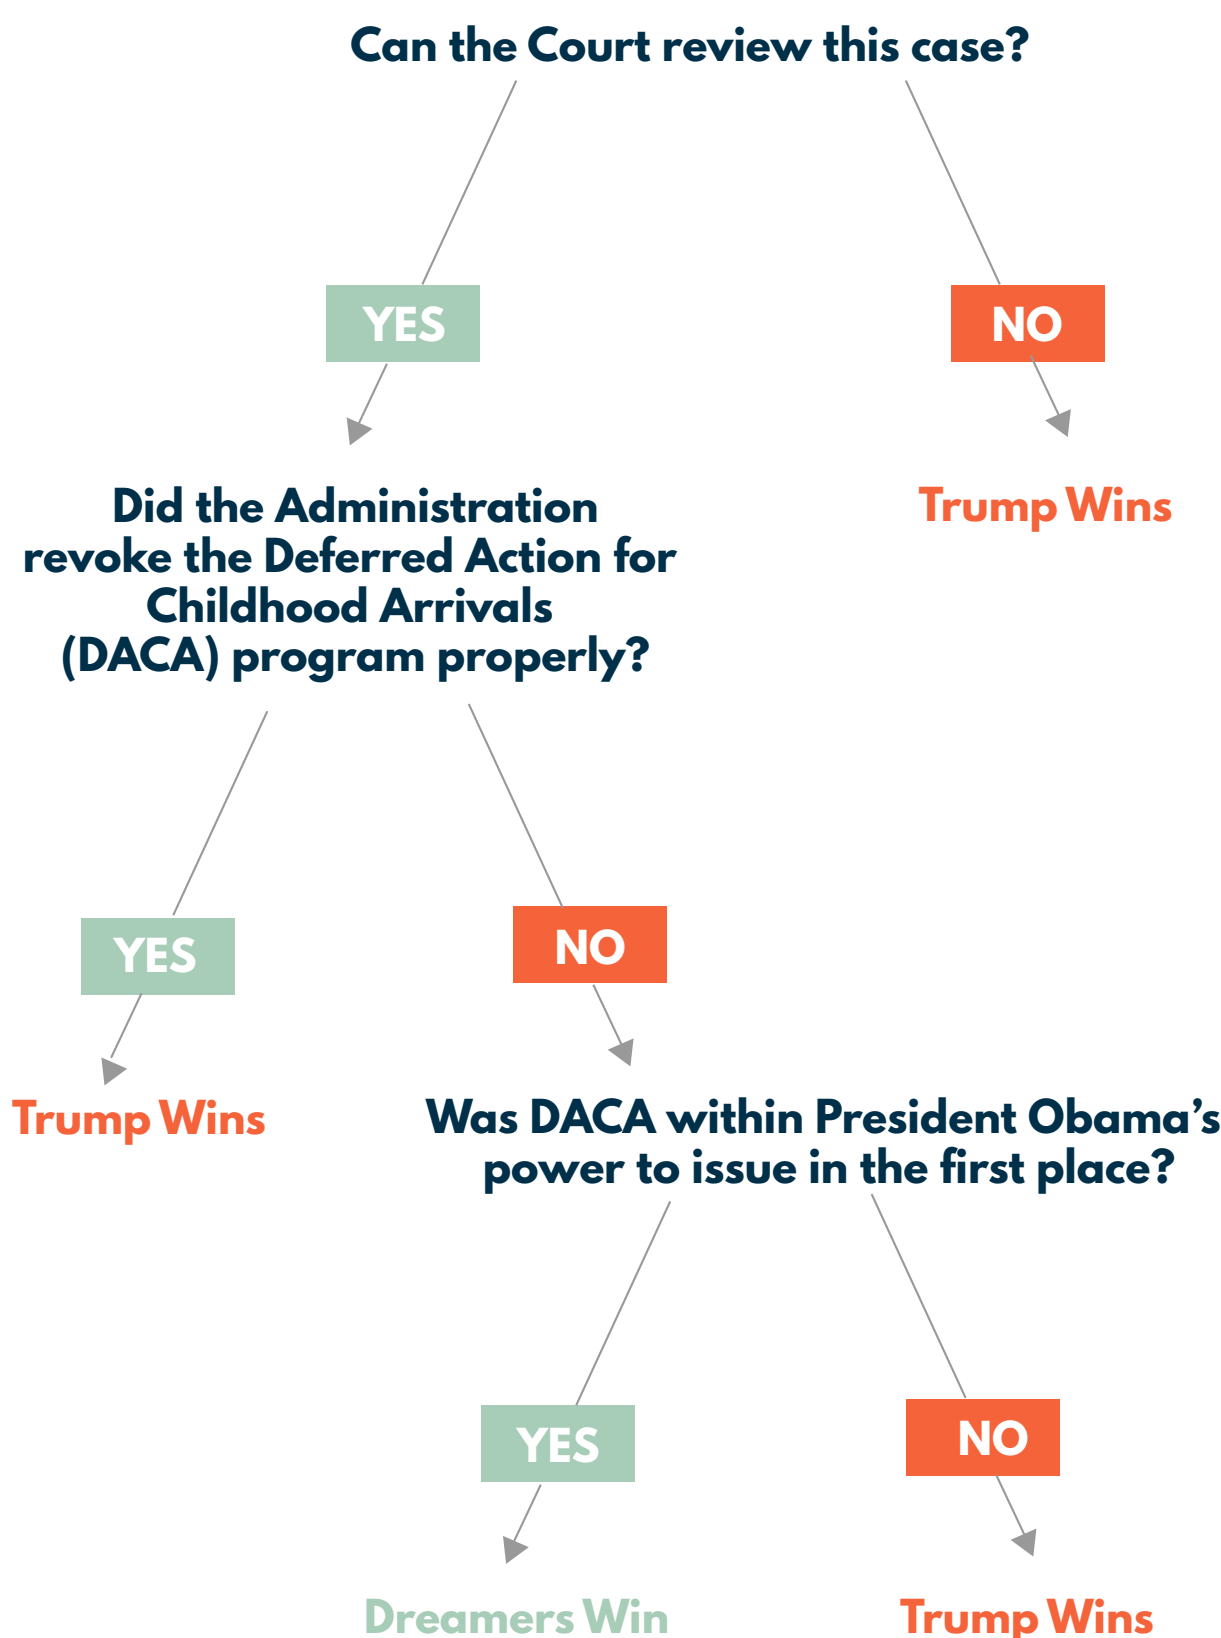 Can the Court review this case?
YES
NO
Did the Administration
revoke the Deferred Action for
Childhood Arrivals
(DACA) program properly?
Trump Wins
YES
NO
Trump Wins
Was DACA within President Obama’s
power to issue in the first place?
YES
NO
Dreamers Win
Trump Wins